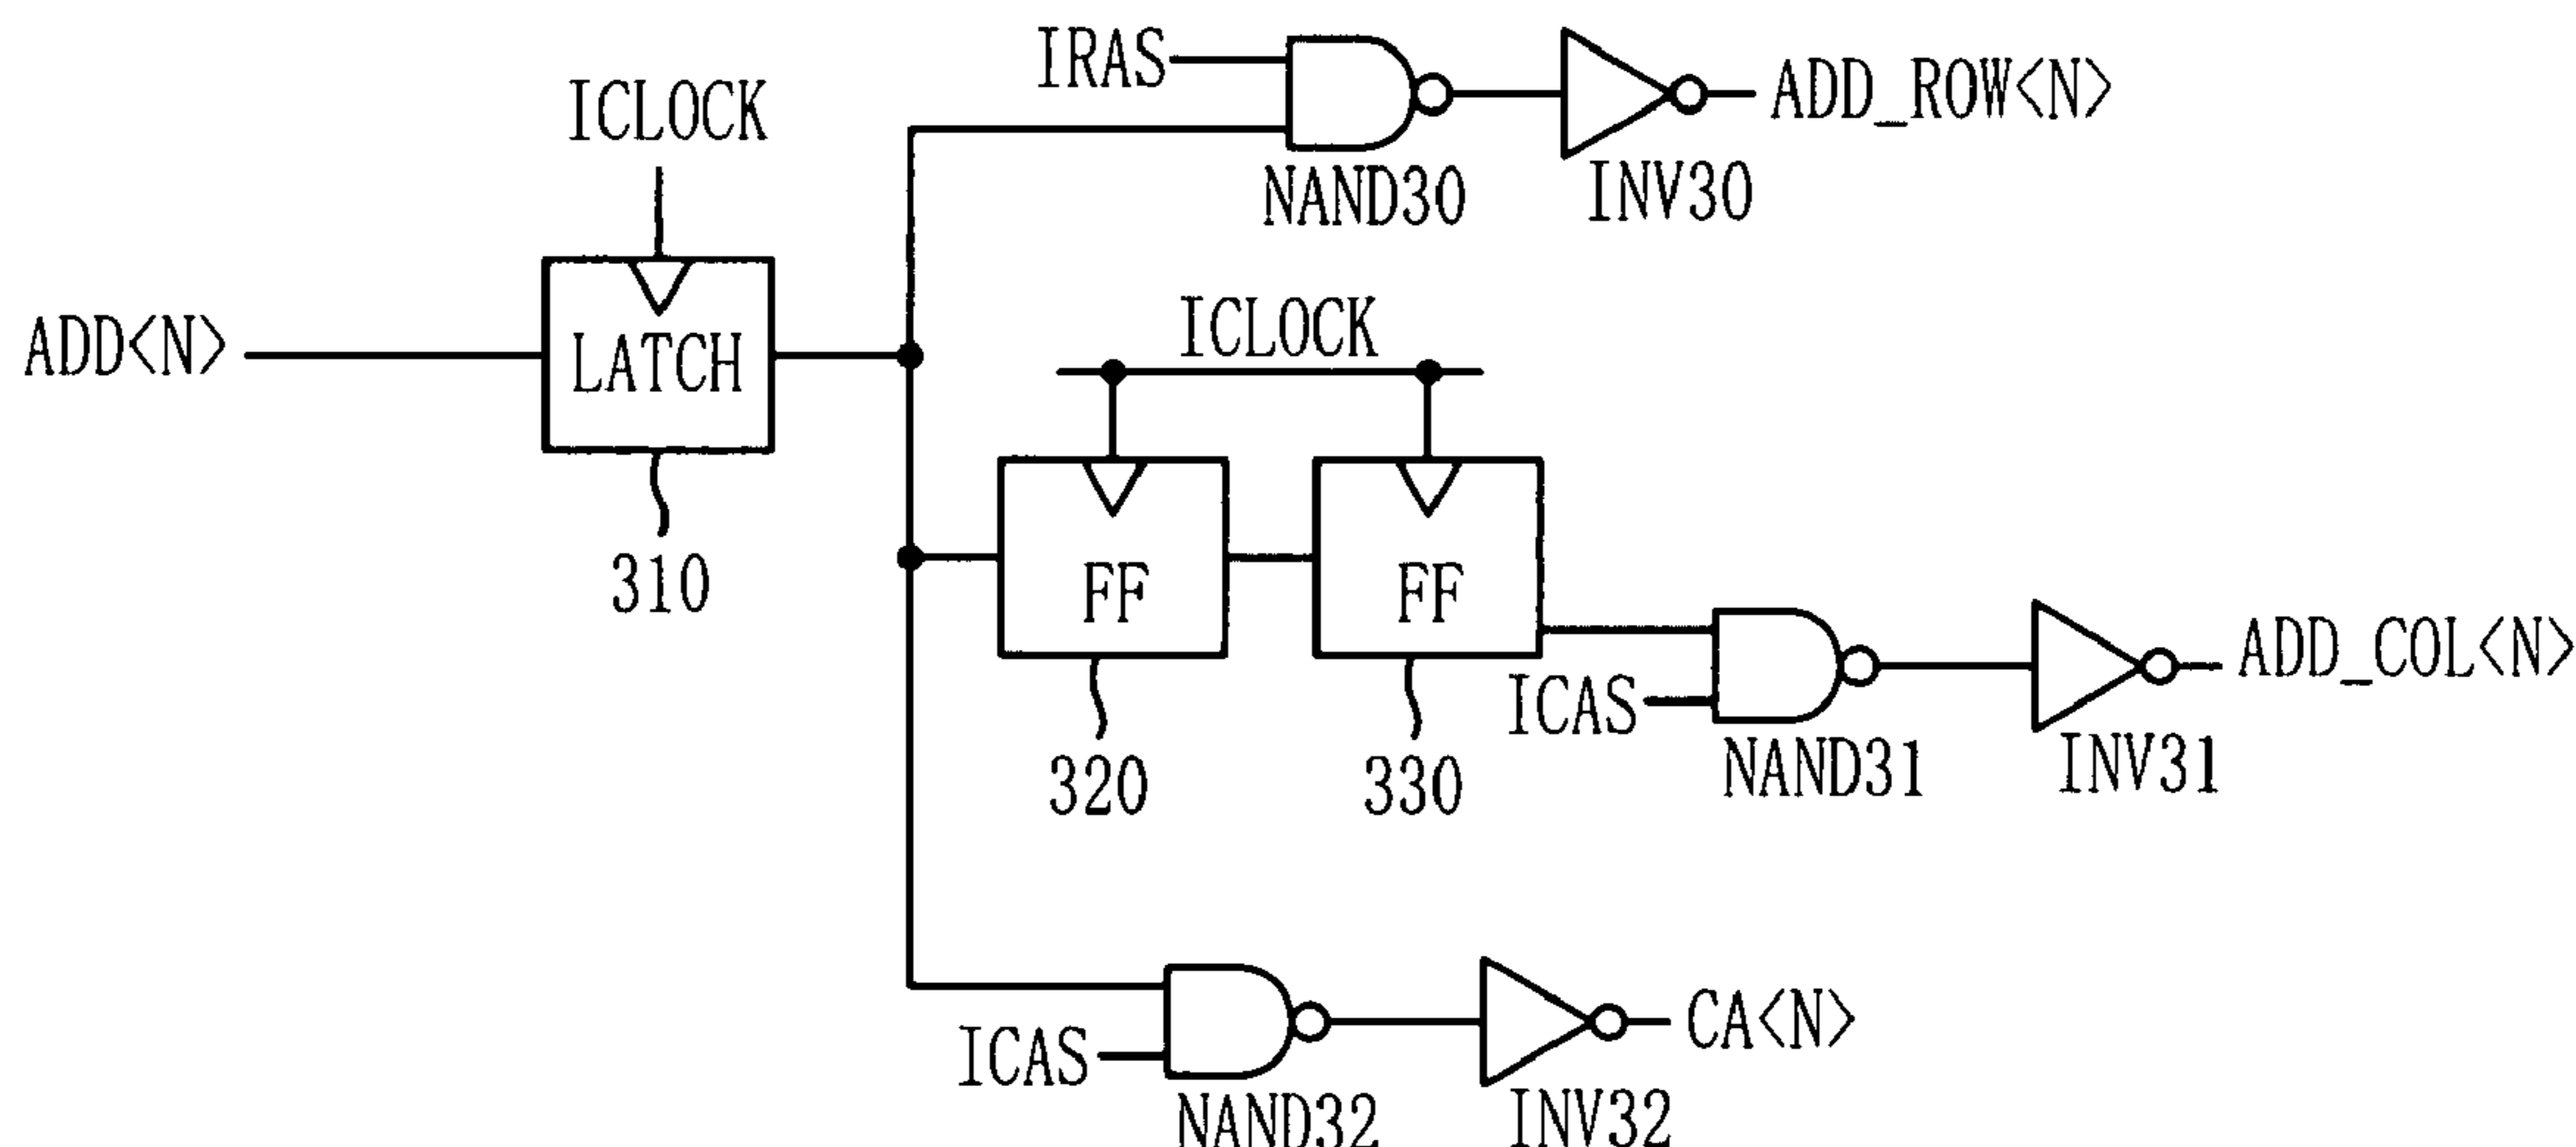 IRAS
ADD_ROW<N>
ICLOCK
NAND30
INV30
ICLOCK
ADD<N>
LATCH
310
FF
FF
ADD_COL<N>
ICAS
320
330
NAND31
INV31
CA<N>
ICAS
NAND32
INV32